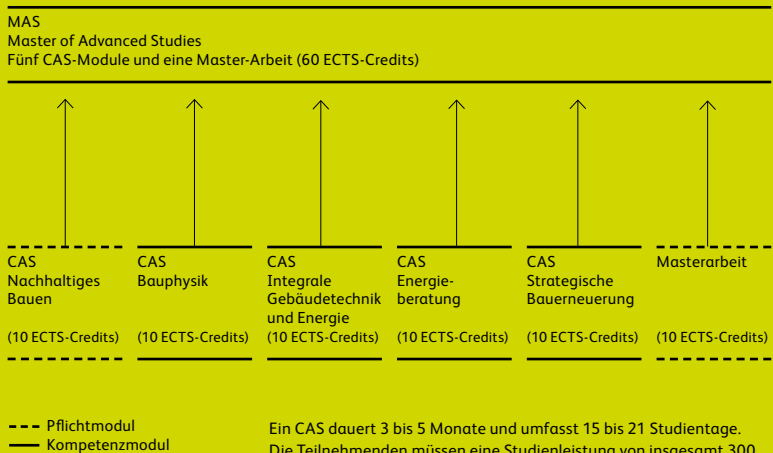 MAS
Master of Advanced Studies
Fünf CAS-Module und eine Master-Arbeit (60 ECTS-Credits)
CAS
Nachhaltiges
Bauen
(10 ECTS-Credits)
CAS
Bauphysik
(10 ECTS-Credits)
CAS
Integrale
Gebäudetechnik
und Energie
(10 ECTS-Credits)
CAS
Energie-
beratung
(10 ECTS-Credits)
CAS
Strategische
Bauerneuerung
(10 ECTS-Credits)
Masterarbeit
(10 ECTS-Credits)
Pflichtmodul
Kompetenzmodul
Ein CAS dauert 3 bis 5 Monate und umfasst 15 bis 21 Studientage.
Die Teilnehmenden müssen eine Studienleistung von insgesamt 300